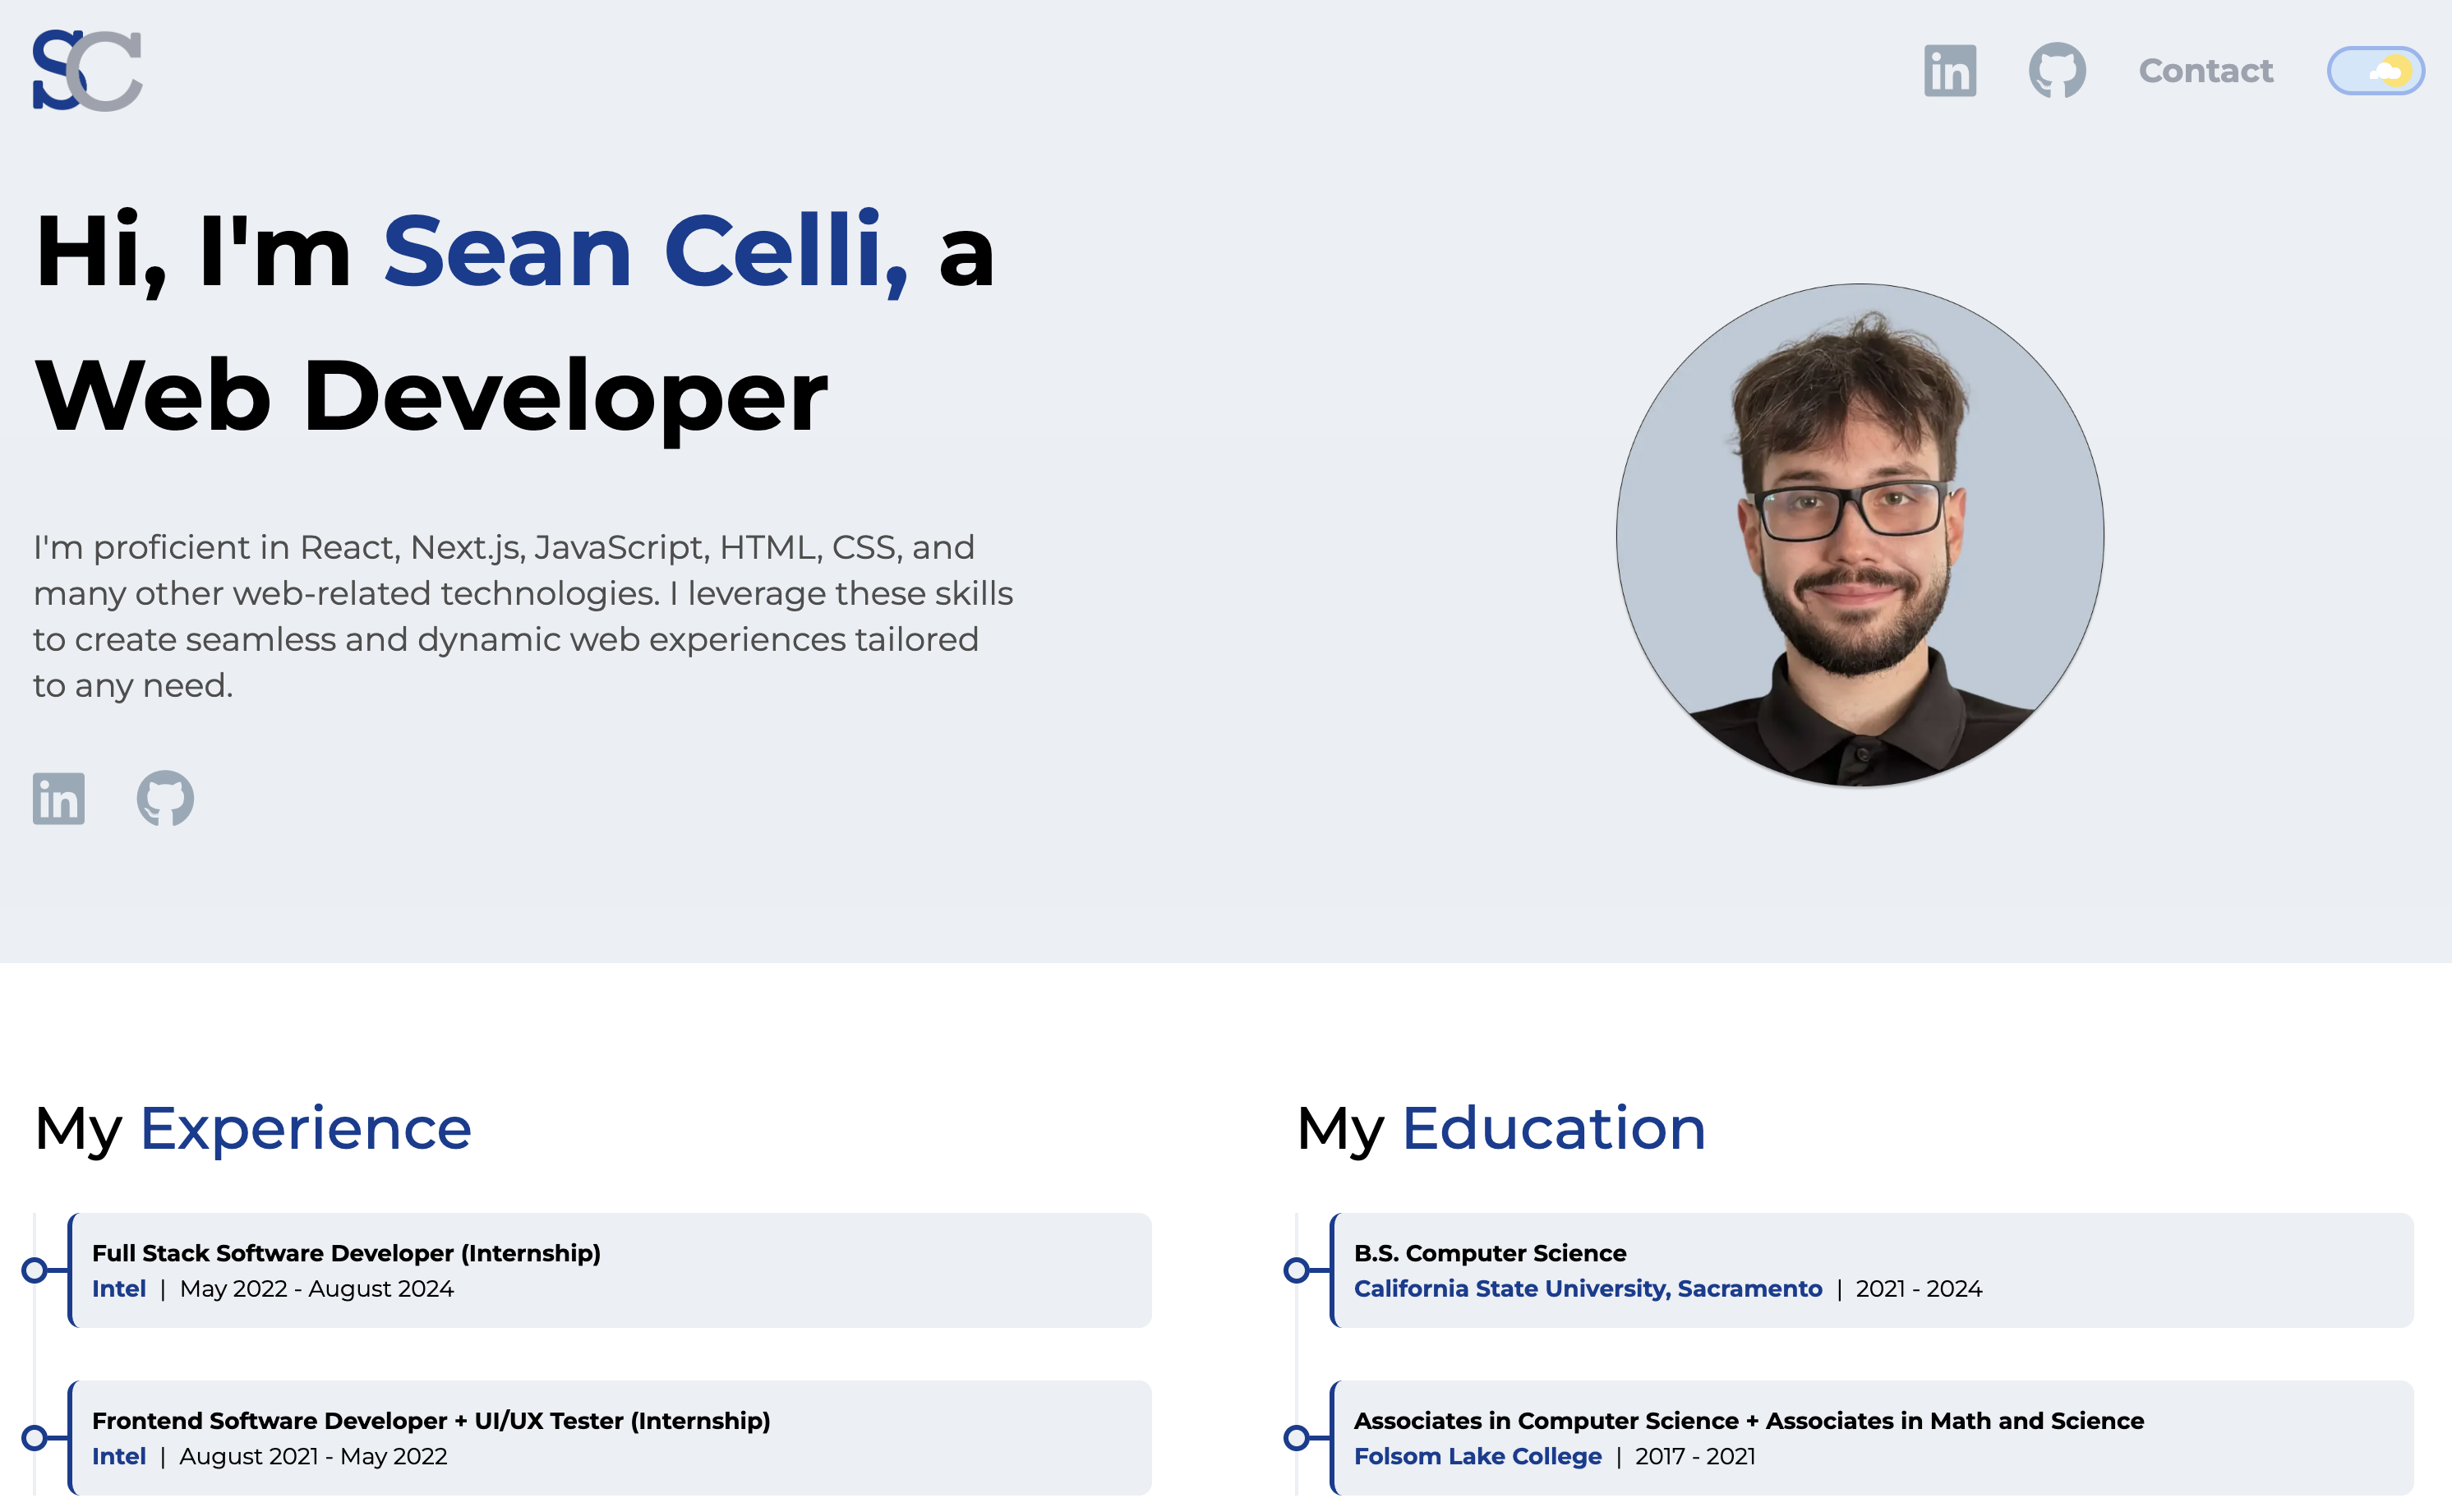 SC
in
Contact
Hi, I'm Sean Celli, a
Web Developer
I'm proficient in React, Next.js, JavaScript, HTML, CSS, and
many other web-related technologies. I leverage these skills
to create seamless and dynamic web experiences tailored
to any need.
in
My Experience
Full Stack Software Developer (Internship)
Intel | May 2022 - August 2024
Frontend Software Developer + UI/UX Tester (Internship)
Intel | August 2021 - May 2022
My Education
B.S. Computer Science
California State University, Sacramento | 2021 - 2024
Associates in Computer Science + Associates in Math and Science
Folsom Lake College | 2017 - 2021